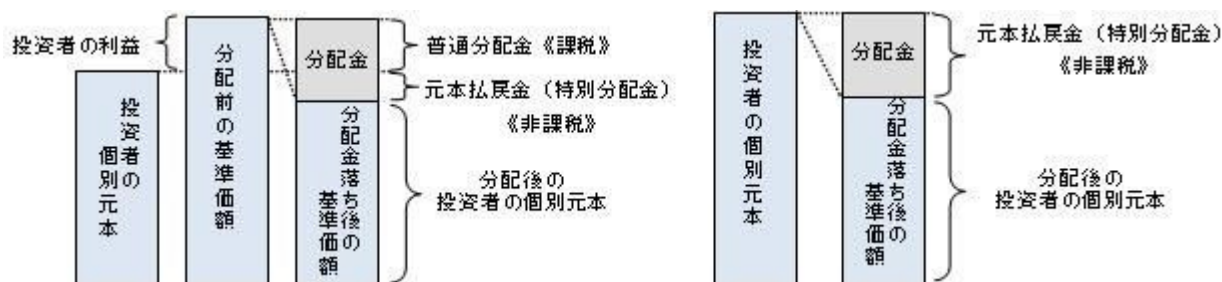 投資者の利益
投資者の
個別元本
分配前の基準価額
分配金
分配金落ち後の
基準価額
普通分配金《課税》
元本払戻金（特別分配金）
《非課税》
分配後の
投資者の個別元本
投資者の個別元本
分配金
分配金落ち後の
基準価額
元本払戻金（特別分配金）
《非課税》
分配後の
投資者の個別元本